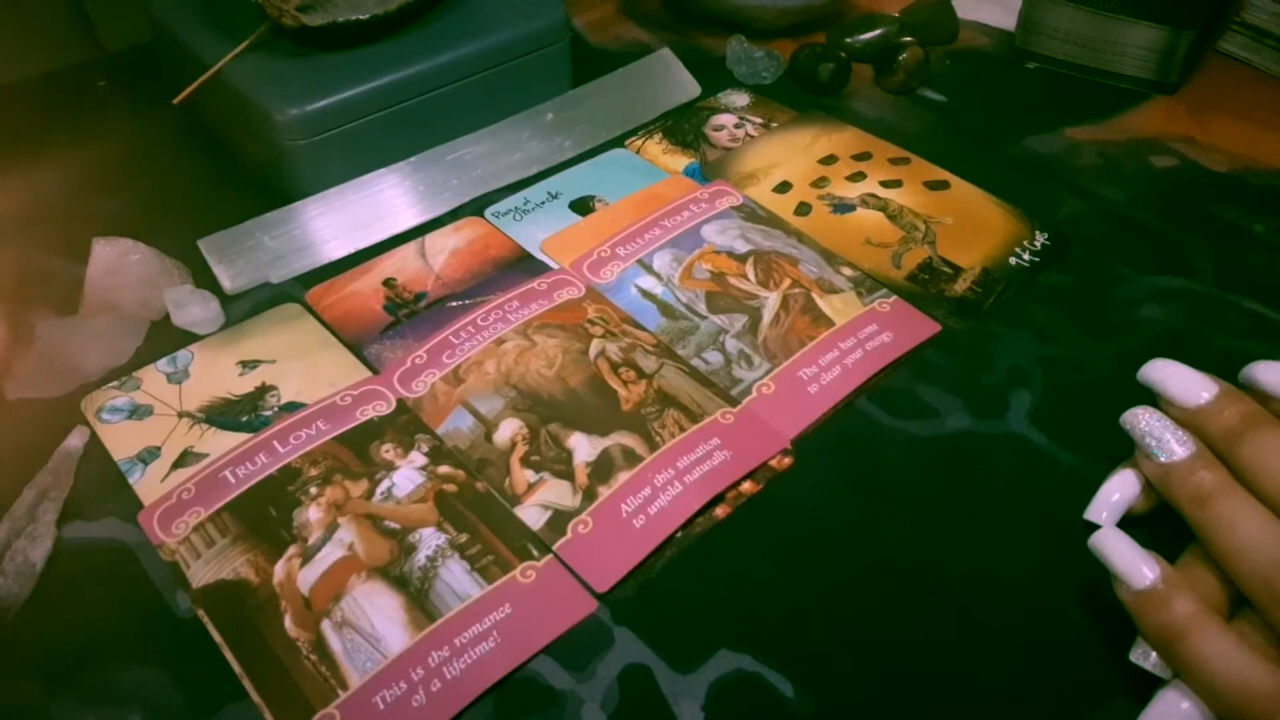 Page of
Pentacles
RELEASE YOUR EX
9 of Cups
LET GO OF
CONTROL ISSUES
The time has come
to clear your energy.
TRUE LOVE
Allow this situation
to unfold naturally.
This is the romance
of a lifetime!